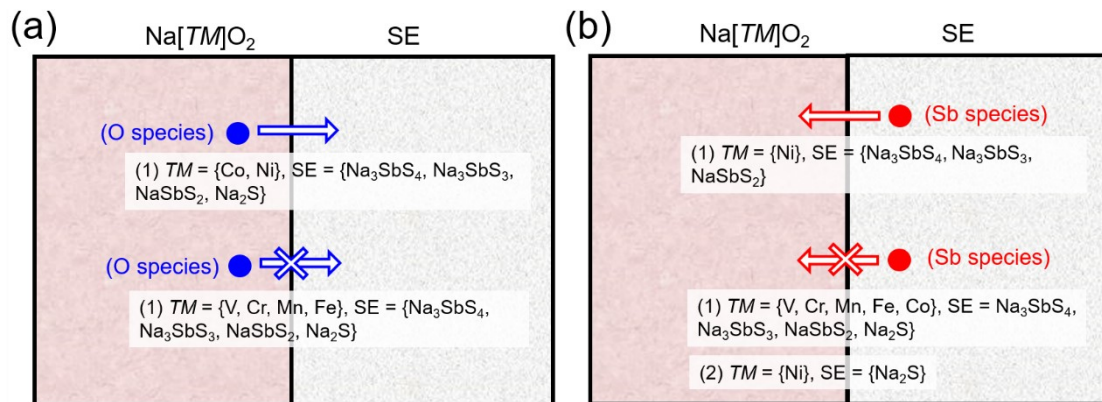 (a)
Na[TM]O₂ SE
(O species)
(1) TM = {Co, Ni}, SE = {Na₃SbS₄, Na₃SbS₃,
NaSbS₂, Na₂S}
(O species)
(1) TM = {V, Cr, Mn, Fe}, SE = {Na₃SbS₄,
Na₃SbS₃, NaSbS₂, Na₂S}
(b)
Na[TM]O₂ SE
(Sb species)
(1) TM = {Ni}, SE = {Na₃SbS₄, Na₃SbS₃,
NaSbS₂}
(Sb species)
(1) TM = {V, Cr, Mn, Fe, Co}, SE = Na₃SbS₄,
Na₃SbS₃, NaSbS₂, Na₂S}
(2) TM = {Ni}, SE = {Na₂S}